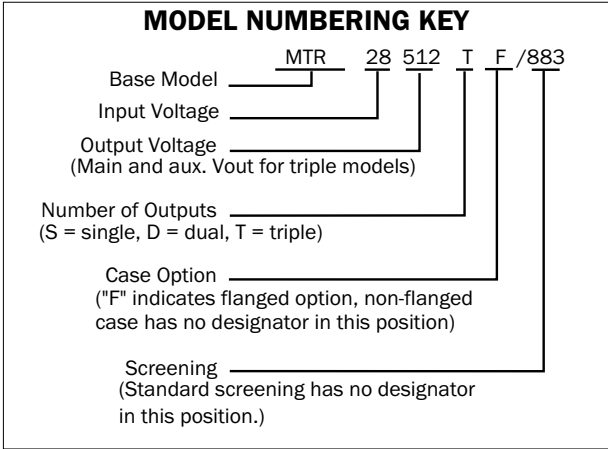 MODEL NUMBERING KEY
MTR 28 512 T F /883
Base Model
Input Voltage
Output Voltage
(Main and aux. Vout for triple models)
Number of Outputs
(S = single, D = dual, T = triple)
Case Option
("F" indicates flanged option, non-flanged
case has no designator in this position)
Screening
(Standard screening has no designator
in this position.)